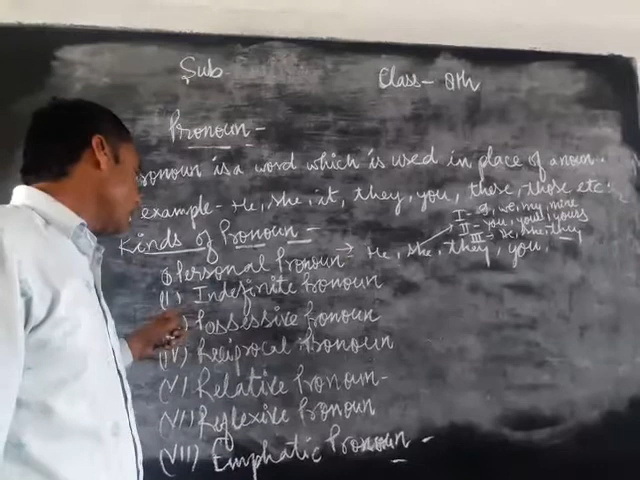 Sub- Class- 8th
Pronoun -
ronoun is a word which is used in place of a noun.
example - He, she, it, they, you, these, those etc.
I - I, we, my, mine
II - you, your, yours
III - He, she, they
Kinds of Pronoun -
(I) Personal Pronoun → He, she, they, you,
(II) Indefinite Pronoun
) Possessive Pronoun
(IV) Reciprocal Pronoun
(V) Relative Pronoun-
(VI) Reflexive Pronoun
(VII) Emphatic Pronoun -